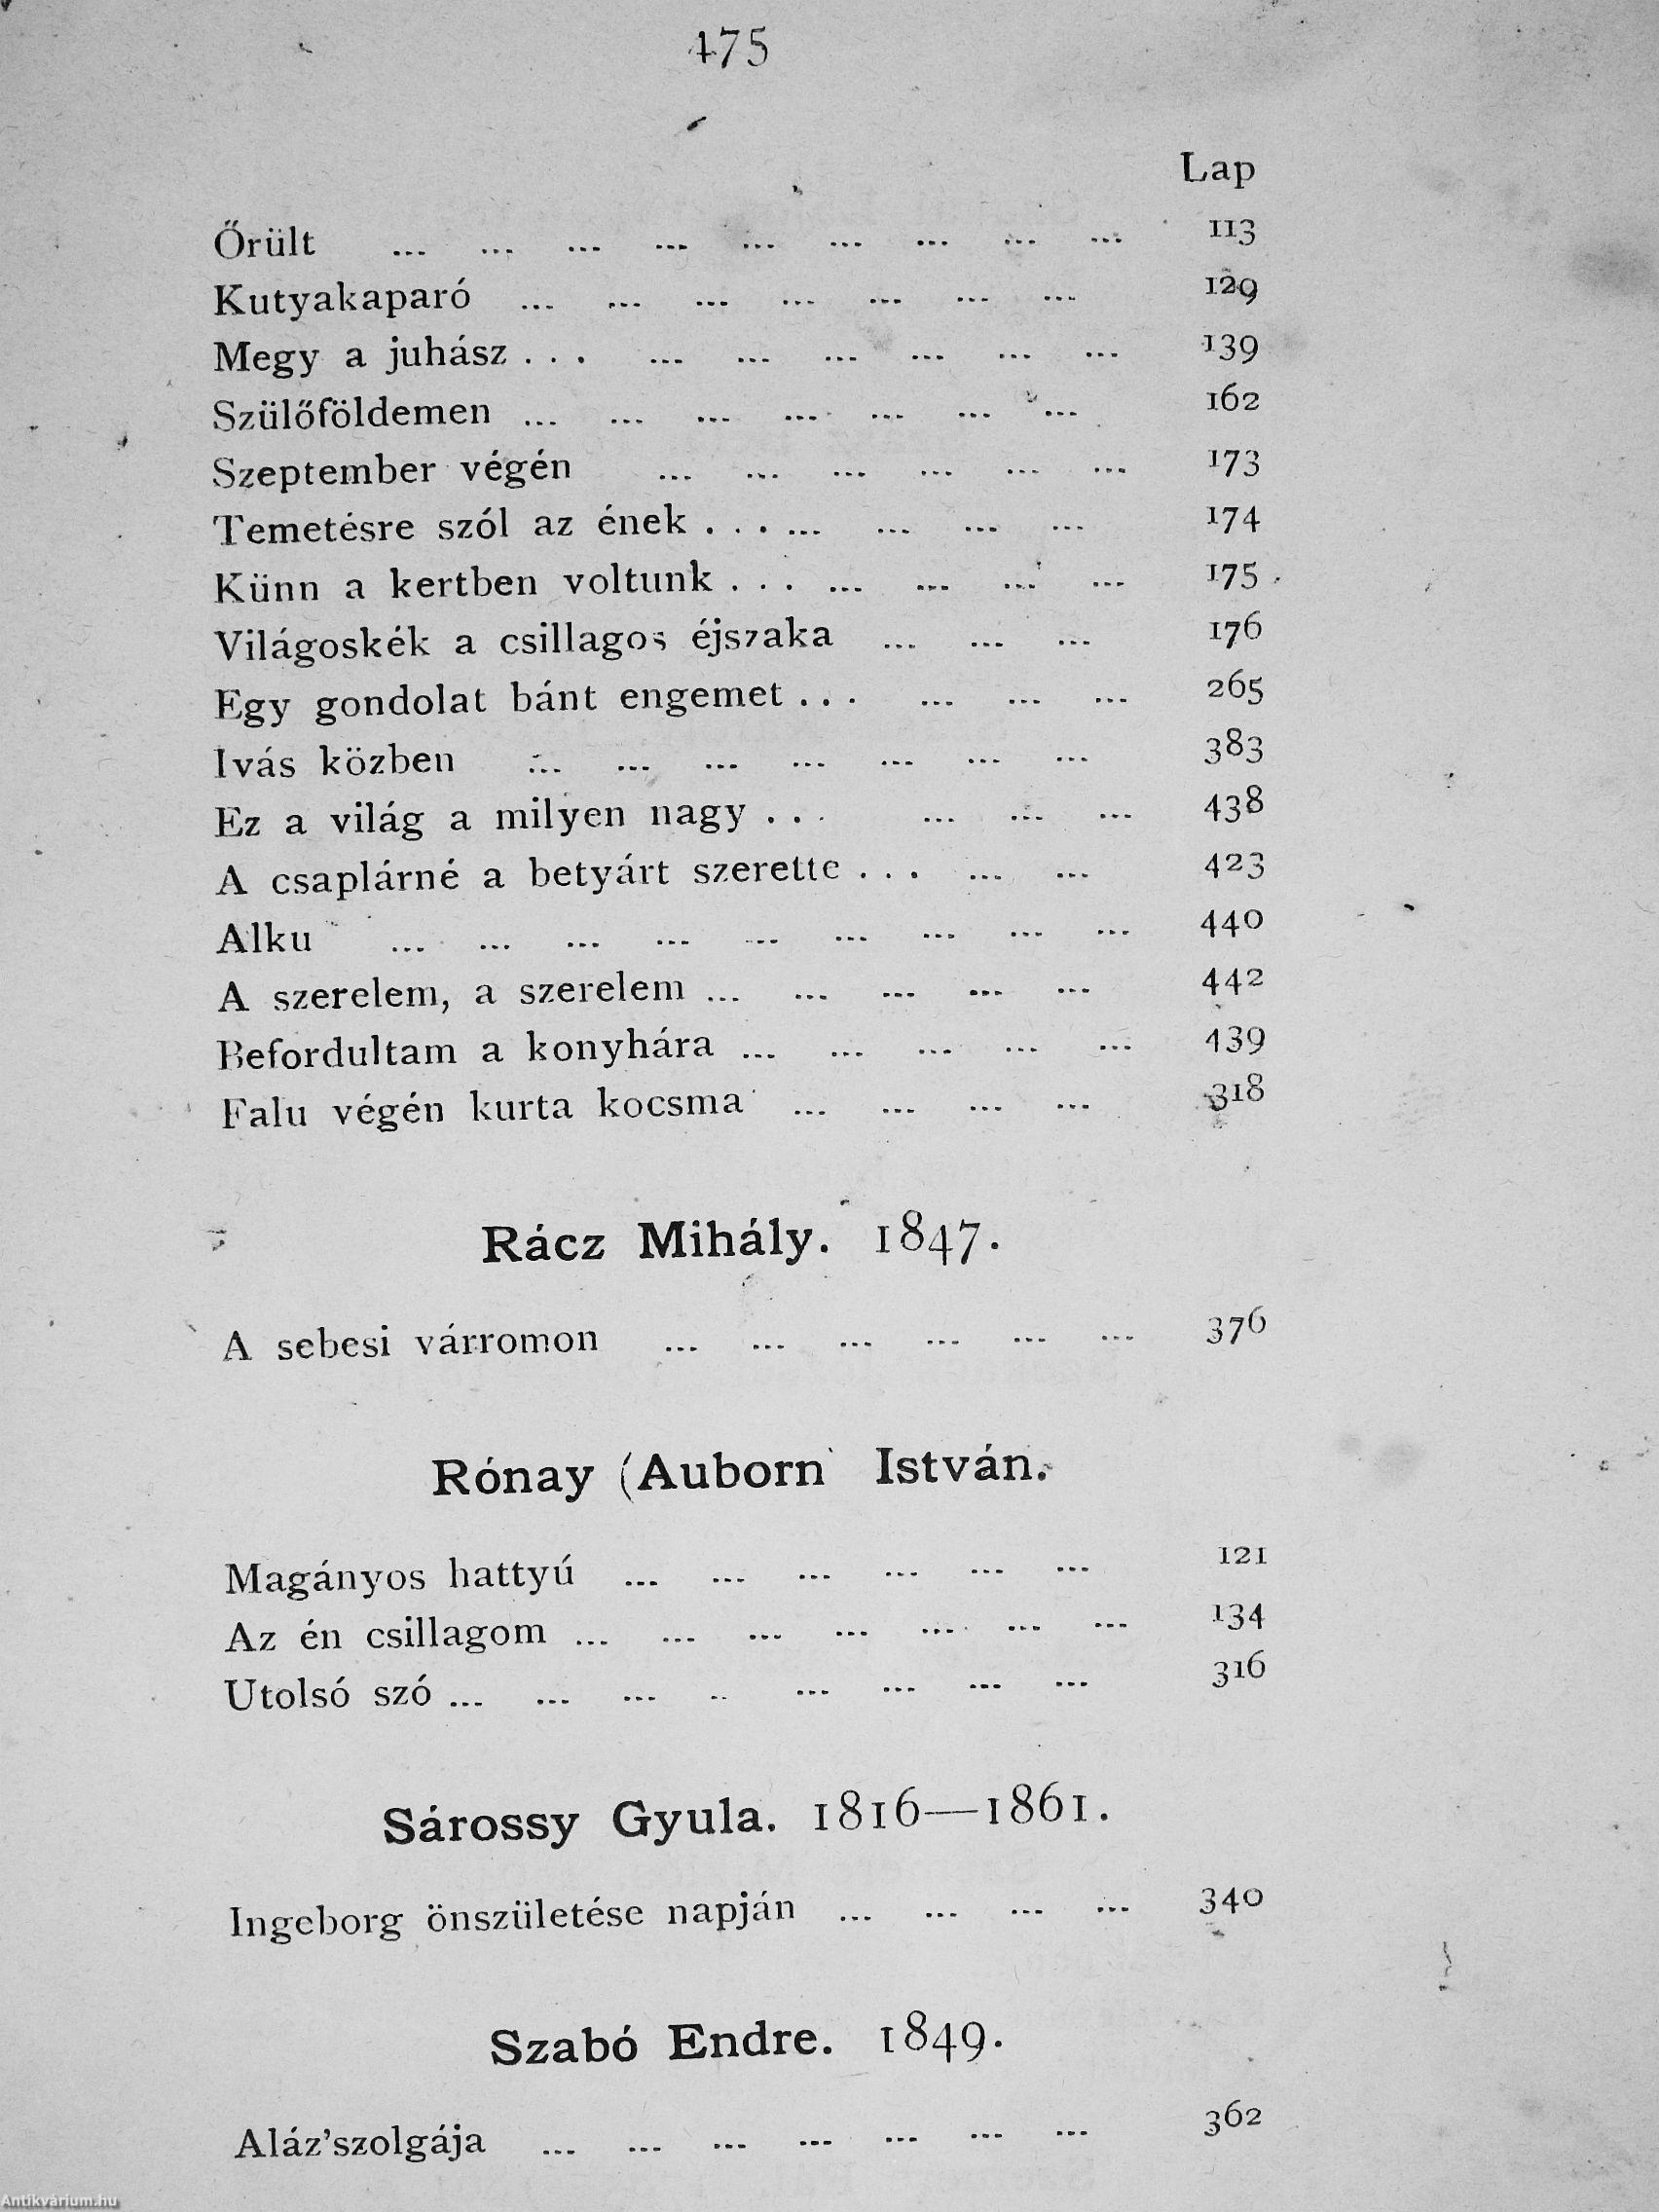 475
Lap
Őrült ... ... ... ... ... ... ... ... ... 113
Kutyakaparó ... ... ... ... ... ... ... 129
Megy a juhász . . . ... ... ... ... ... ... 139
Szülőföldemen ... ... ... ... ... ... ... 162
Szeptember végén ... ... ... ... ... ... 173
Temetésre szól az ének . . . ... ... ... ... 174
Künn a kertben voltunk . . . ... ... ... ... 175
Világoskék a csillagos éjszaka ... ... ... 176
Egy gondolat bánt engemet . . . ... ... ... 265
Ivás közben ... ... ... ... ... ... ... 383
Ez a világ a milyen nagy . . . ... ... ... 438
A csaplárné a betyárt szerette . . . ... ... 423
Alku ... ... ... ... ... ... ... ... ... 440
A szerelem, a szerelem ... ... ... ... ... 442
Befordultam a konyhára ... ... ... ... ... 439
Falu végén kurta kocsma ... ... ... ... 318
Rácz Mihály. 1847.
A sebesi várromon ... ... ... ... ... ... 376
Rónay (Auborn István.
Magányos hattyú ... ... ... ... ... ... 121
Az én csillagom ... ... ... ... ... ... ... 134
Utolsó szó ... ... ... .. ... ... ... ... 316
Sárossy Gyula. 1816—1861.
Ingeborg önszületése napján ... ... ... ... 340
Szabó Endre. 1849.
Aláz'szolgája ... ... ... ... ... ... ... 362
Antikvárium.hu